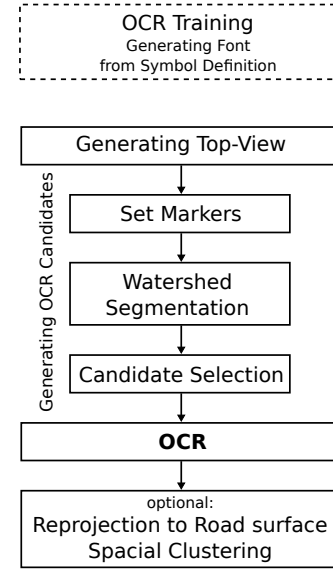 OCR Training
Generating Font
from Symbol Definition
Generating Top-View
Generating OCR Candidates
Set Markers
Watershed
Segmentation
Candidate Selection
OCR
optional:
Reprojection to Road surface
Spacial Clustering